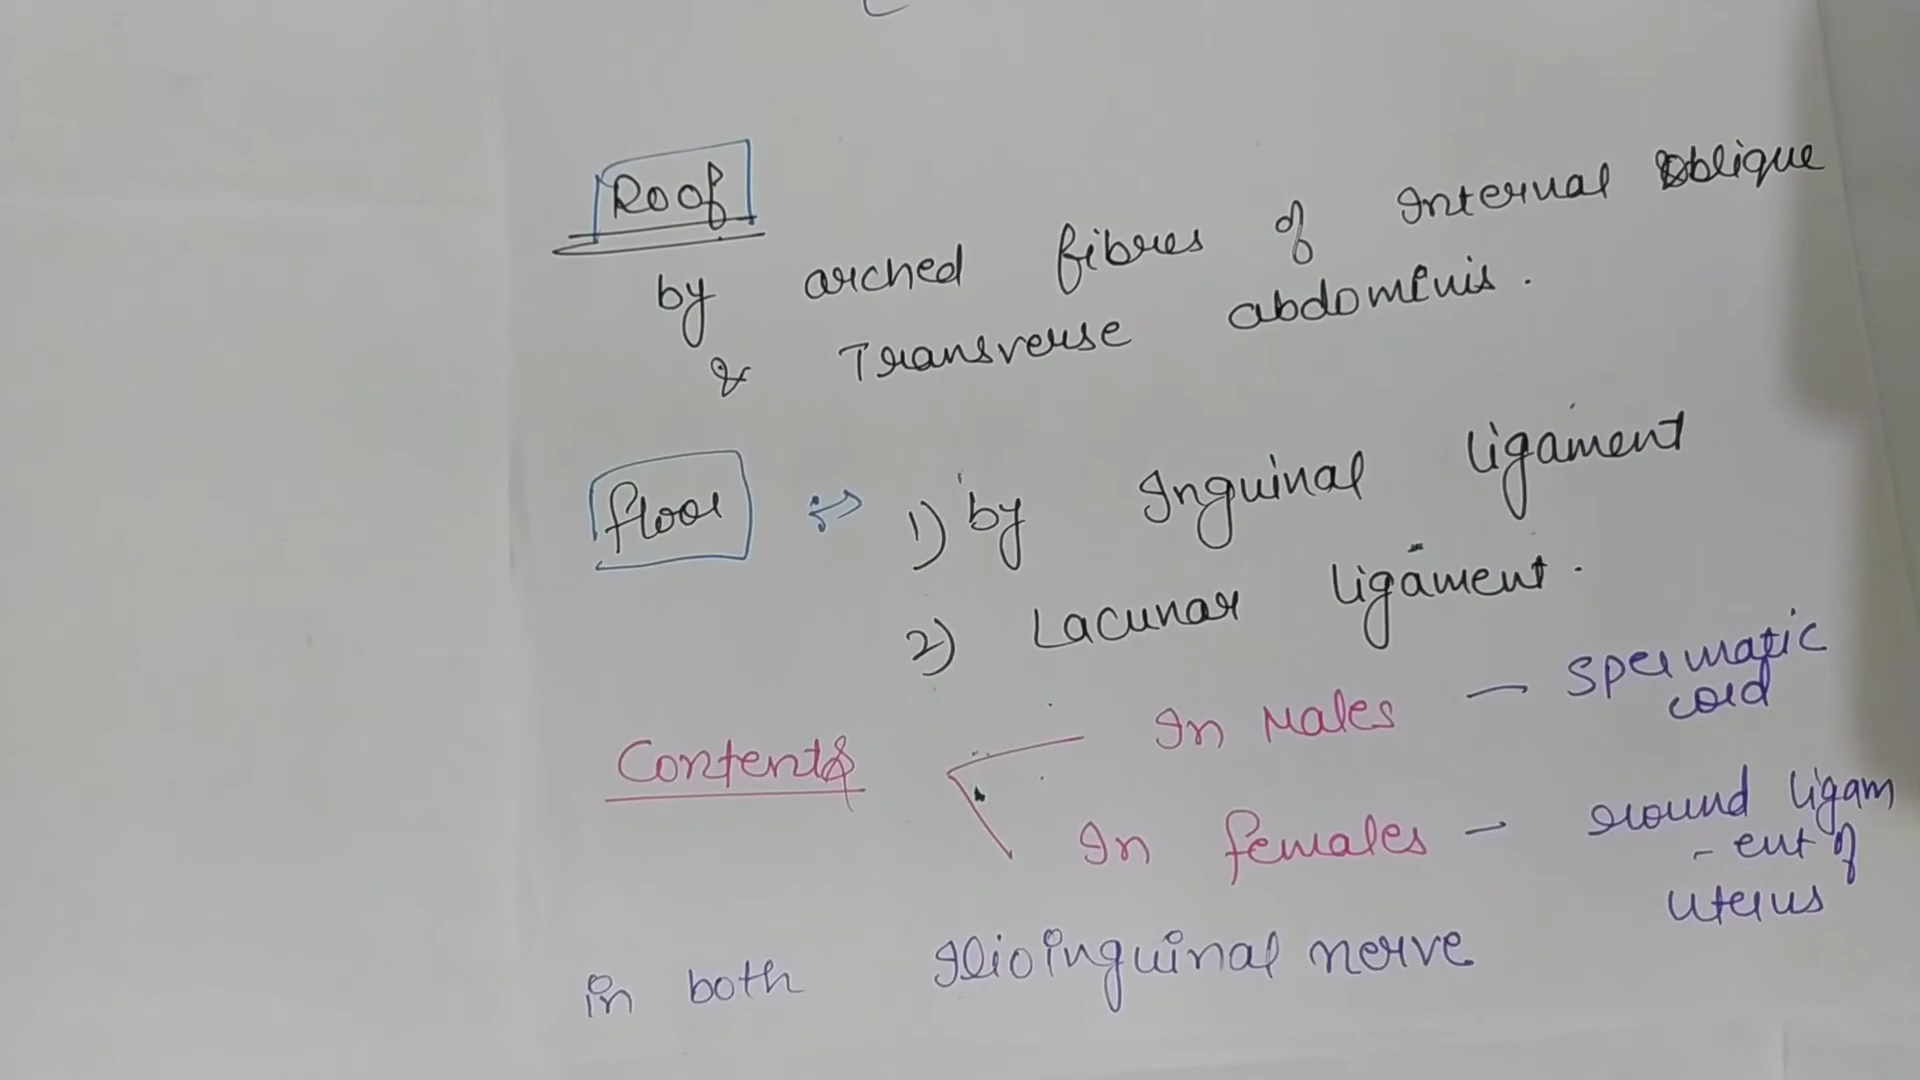 Roof
by arched fibres of Internal Oblique
& Transverse abdominis.
floor ⇒ 1) by Inguinal ligament
2) Lacunar ligament.
Contents
In Males — Spermatic
cord
In females — round ligam
- ent of
uterus
in both Ilioinguinal nerve